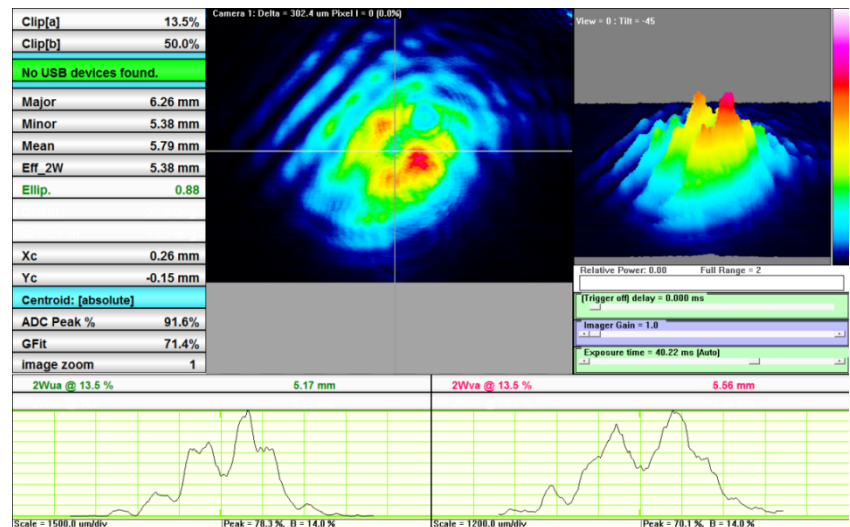 Clip[a] 13.5%
Clip[b] 50.0%
No USB devices found.
Major 6.26 mm
Minor 5.38 mm
Mean 5.79 mm
Eff_2W 5.38 mm
Ellip. 0.88
Xc 0.26 mm
Yc -0.15 mm
Centroid: [absolute]
ADC Peak % 91.6%
GFit 71.4%
image zoom 1
Camera 1: Delta = 302.4 um Pixel I = 0 (0.0%)
View = 0 : Tilt = -45
Relative Power: 0.00 Full Range = 2
[Trigger off] delay = 0.000 ms
Imager Gain = 1.0
Exposure time = 40.22 ms [Auto]
2Wua @ 13.5 % 5.17 mm
2Wva @ 13.5 % 5.56 mm
Scale = 1500.0 um/div Peak = 78.3 % B = 14.0 %
Scale = 1200.0 um/div Peak = 70.1 % B = 14.0 %